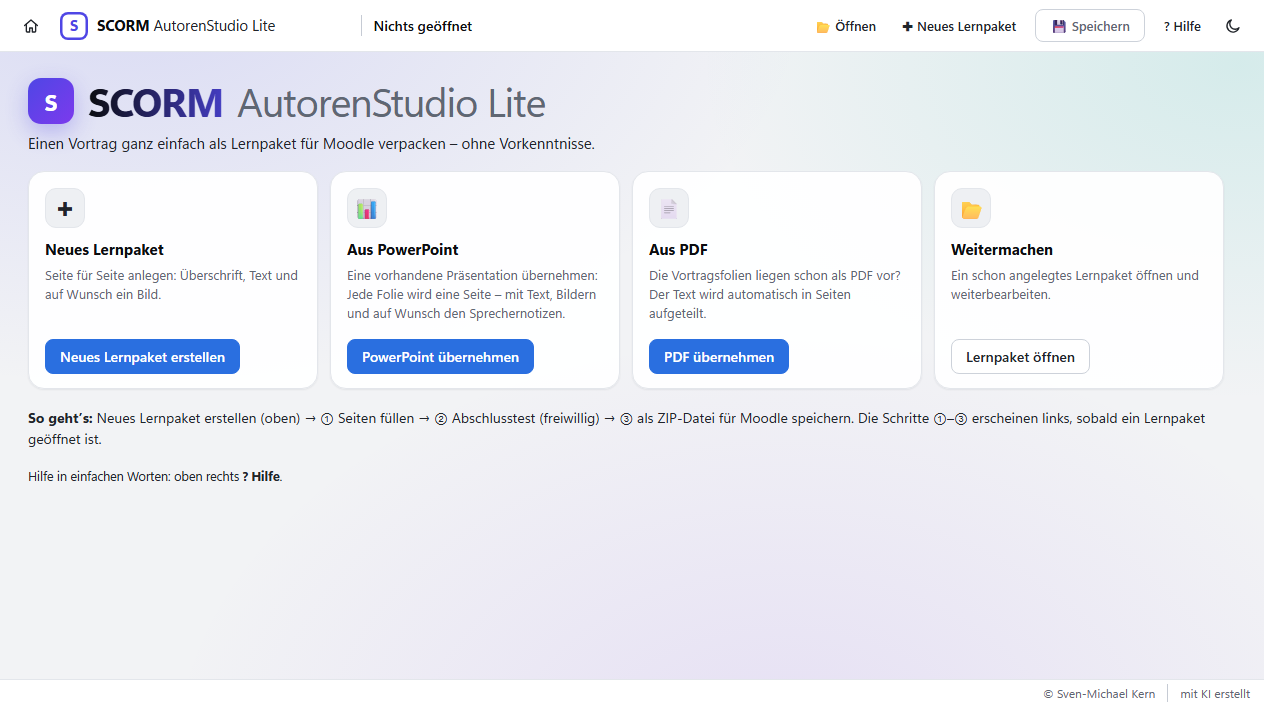 S SCORM AutorenStudio Lite
Nichts geöffnet
Öffnen
Neues Lernpaket
Speichern
? Hilfe
S SCORM AutorenStudio Lite
Einen Vortrag ganz einfach als Lernpaket für Moodle verpacken – ohne Vorkenntnisse.
Neues Lernpaket
Seite für Seite anlegen: Überschrift, Text und
auf Wunsch ein Bild.
Neues Lernpaket erstellen
Aus PowerPoint
Eine vorhandene Präsentation übernehmen:
Jede Folie wird eine Seite – mit Text, Bildern
und auf Wunsch den Sprechernotizen.
PowerPoint übernehmen
Aus PDF
Die Vortragsfolien liegen schon als PDF vor?
Der Text wird automatisch in Seiten
aufgeteilt.
PDF übernehmen
Weitermachen
Ein schon angelegtes Lernpaket öffnen und
weiterbearbeiten.
Lernpaket öffnen
So geht’s: Neues Lernpaket erstellen (oben) → ① Seiten füllen → ② Abschlusstest (freiwillig) → ③ als ZIP-Datei für Moodle speichern. Die Schritte ①–③ erscheinen links, sobald ein Lernpaket
geöffnet ist.
Hilfe in einfachen Worten: oben rechts ? Hilfe.
© Sven-Michael Kern
mit KI erstellt